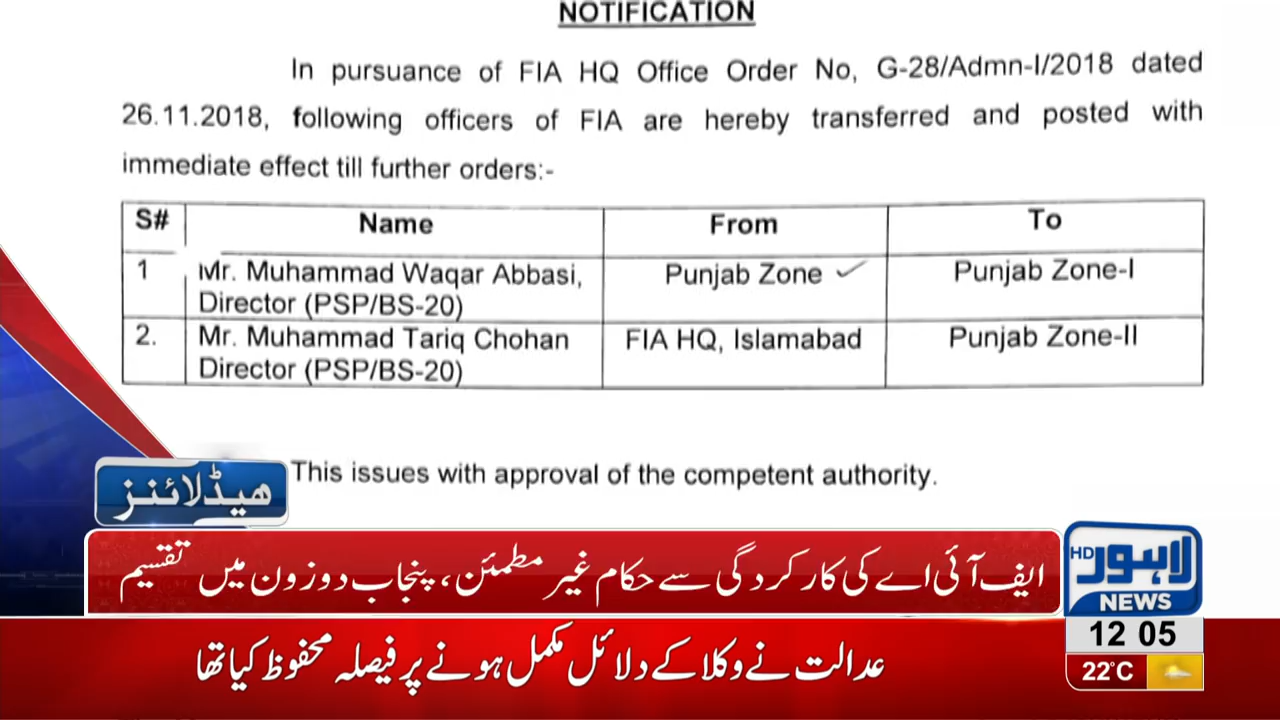 NOTIFICATION
In pursuance of FIA HQ Office Order No, G-28/Admn-I/2018 dated
26.11.2018, following officers of FIA are hereby transferred and posted with
immediate effect till further orders:-
S# Name From To
1 Mr. Muhammad Waqar Abbasi, Punjab Zone Punjab Zone-I
Director (PSP/BS-20)
2. Mr. Muhammad Tariq Chohan FIA HQ, Islamabad Punjab Zone-II
Director (PSP/BS-20)
This issues with approval of the competent authority.
ہیڈلائنز
ایف آئی اے کی کارکردگی سے حکام غیر مطمئن، پنجاب دو زون میں تقسیم
HD لاہور
NEWS
عدالت نے وکلا کے دلائل مکمل ہونے پر فیصلہ محفوظ کیا تھا
12 05
22°C